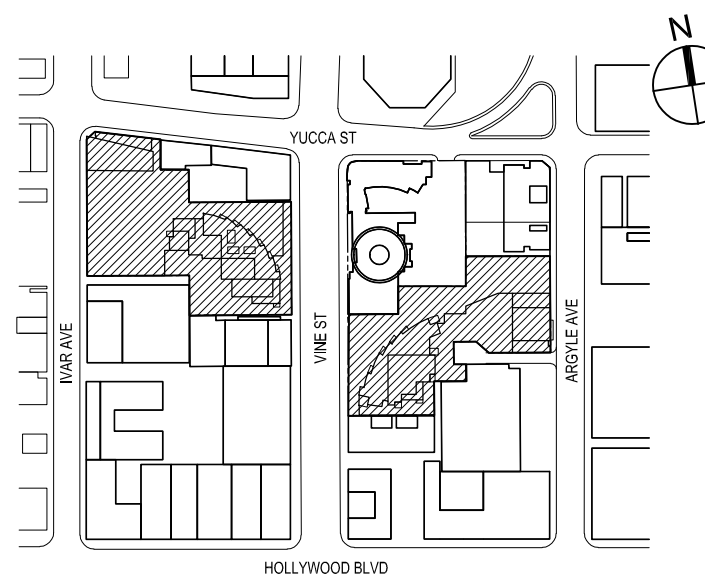 N
YUCCA ST
IVAR AVE
VINE ST
ARGYLE AVE
HOLLYWOOD BLVD